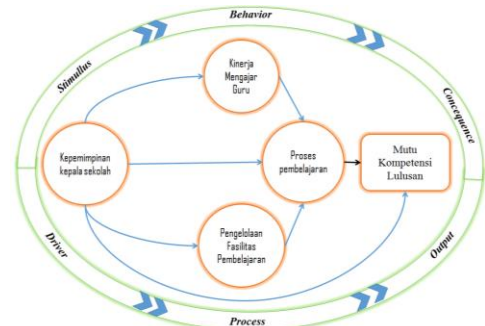 Behavior
Stimullus
Concequence
Kinerja
Mengajar
Guru
Kepemimpinan
kepala sekolah
Proses
pembelajaran
Mutu
Kompetensi
Lulusan
Pengelolaan
Fasilitas
Pembelajaran
Driver
Output
Process